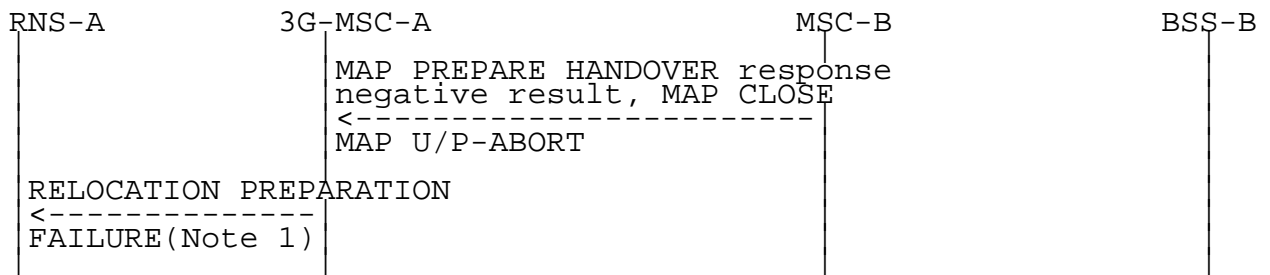 RNS-A 3G-MSC-A MSC-B BSS-B
MAP PREPARE HANDOVER response
negative result, MAP CLOSE
<------------------------
MAP U/P-ABORT
RELOCATION PREPARATION
<--------------
FAILURE(Note 1)